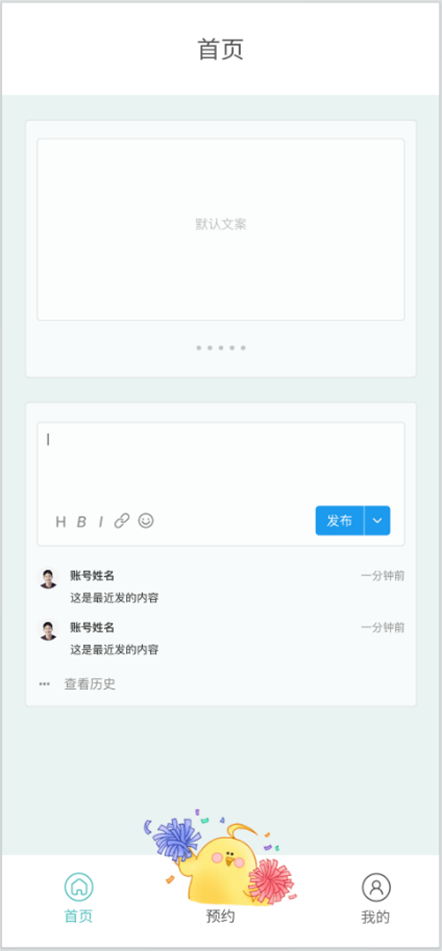 首页
默认文案
H B I
发布
账号姓名 一分钟前
这是最近发的内容
账号姓名 一分钟前
这是最近发的内容
··· 查看历史
首页 预约 我的